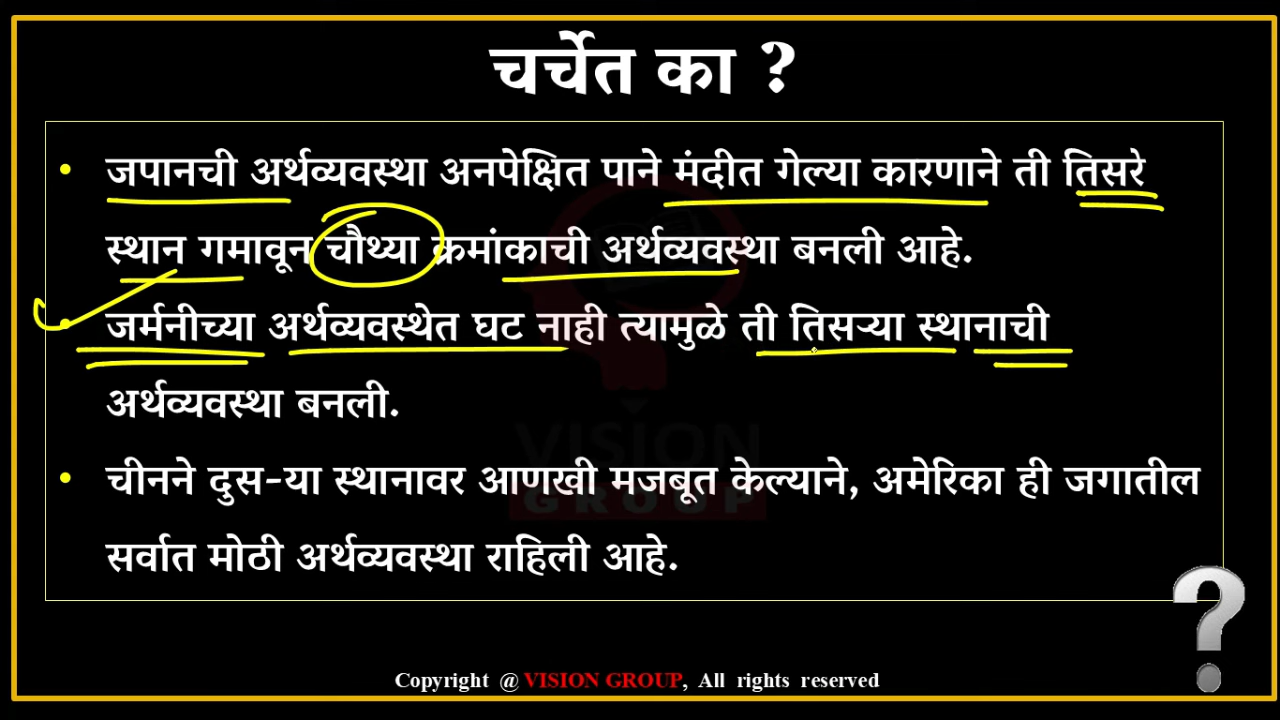 चर्चेत का ?
• जपानची अर्थव्यवस्था अनपेक्षित पाने मंदीत गेल्या कारणाने ती तिसरे
स्थान गमावून चौथ्या क्रमांकाची अर्थव्यवस्था बनली आहे.
• जर्मनीच्या अर्थव्यवस्थेत घट नाही त्यामुळे ती तिसऱ्या स्थानाची
अर्थव्यवस्था बनली.
• चीनने दुस-या स्थानावर आणखी मजबूत केल्याने, अमेरिका ही जगातील
सर्वात मोठी अर्थव्यवस्था राहिली आहे.
VISION
GROUP
Copyright @ VISION GROUP, All rights reserved